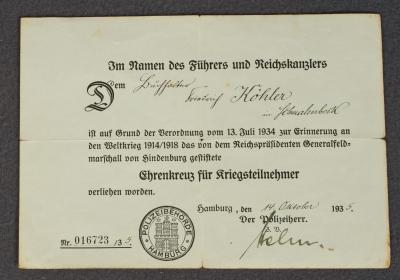 Im Namen des Führers und Reichskanzlers
Dem Buchhalter
Friedrich Köhler
in
ist auf Grund der Verordnung vom 13. Juli 1934 zur Erinnerung an
den Weltkrieg 1914/1918 das von dem Reichspräsidenten Generalfeld-
marschall von Hindenburg gestiftete
Ehrenkreuz für Kriegsteilnehmer
verliehen worden.
Hamburg, den 14. Oktober 1935.
Der Polizeiherr.
Nr. 016723 /35
POLIZEIBEHÖRDE
HAMBURG